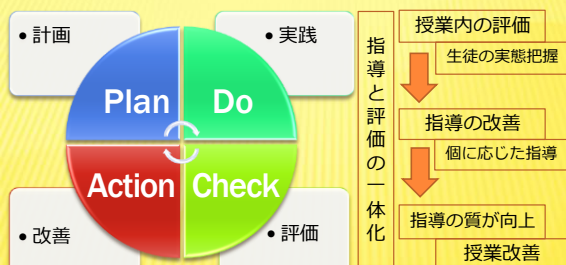 • 計画
• 実践
Plan
Do
Action
Check
• 改善
• 評価
指導と評価の一体化
授業内の評価
生徒の実態把握
指導の改善
個に応じた指導
指導の質が向上
授業改善